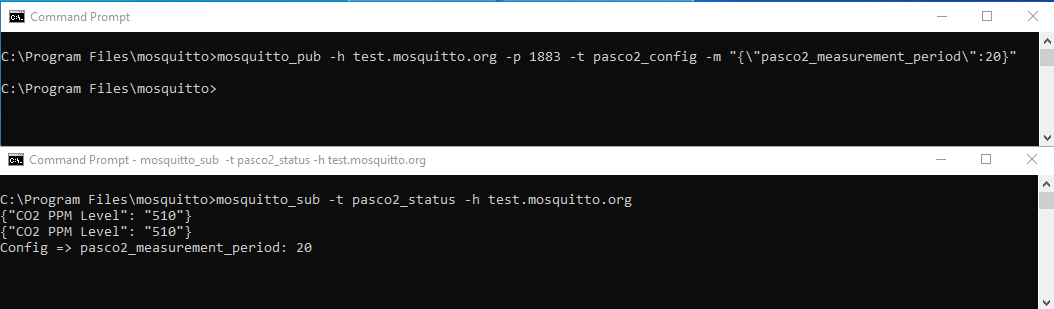 Command Prompt
C:\Program Files\mosquitto>mosquitto_pub -h test.mosquitto.org -p 1883 -t pasco2_config -m "{\"pasco2_measurement_period\":20}"
C:\Program Files\mosquitto>
Command Prompt - mosquitto_sub -t pasco2_status -h test.mosquitto.org
C:\Program Files\mosquitto>mosquitto_sub -t pasco2_status -h test.mosquitto.org
{"CO2 PPM Level": "510"}
{"CO2 PPM Level": "510"}
Config => pasco2_measurement_period: 20